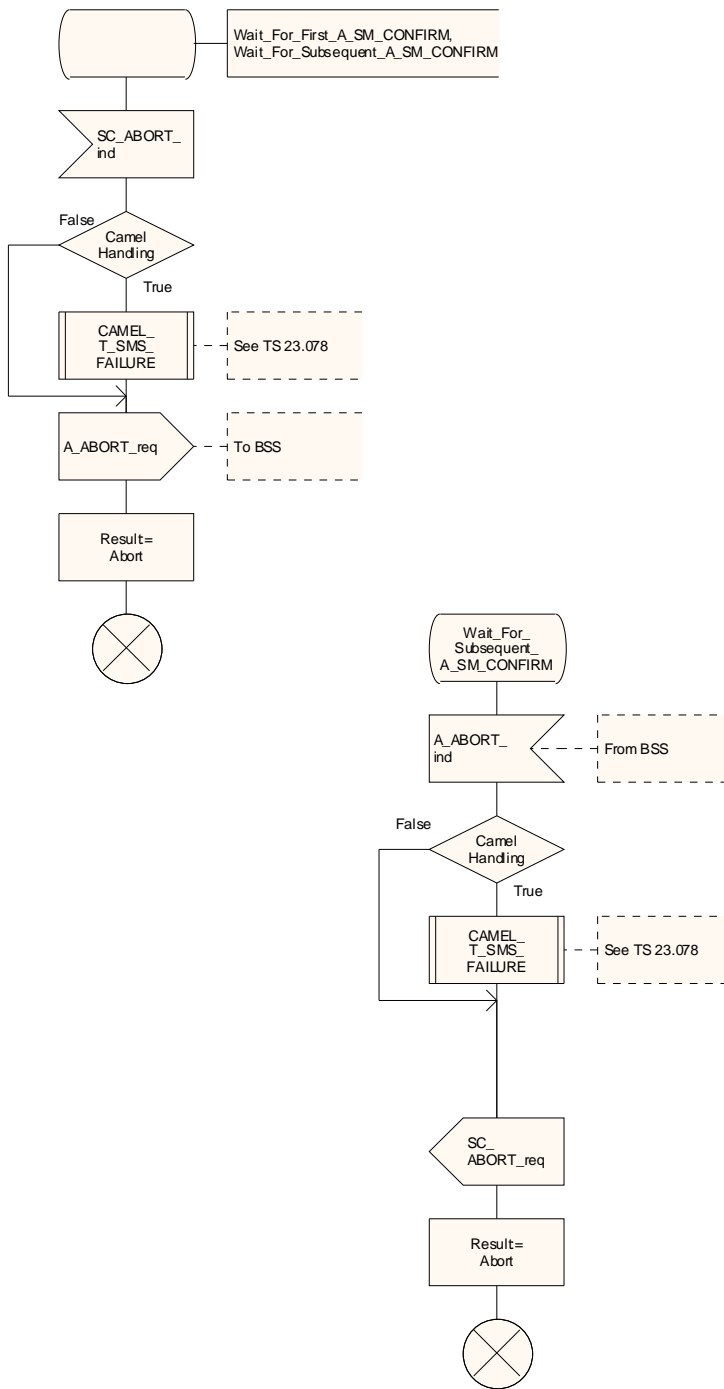 Wait_For_First_A_SM_CONFIRM,
Wait_For_Subsequent_A_SM_CONFIRM
SC_ABORT_
ind
False
Camel
Handling
True
CAMEL_
T_SMS_
FAILURE
See TS 23.078
A_ABORT_req
To BSS
Result=
Abort
Wait_For_
Subsequent_
A_SM_CONFIRM
A_ABORT_
ind
From BSS
False
Camel
Handling
True
CAMEL_
T_SMS_
FAILURE
See TS 23.078
SC_
ABORT_req
Result=
Abort